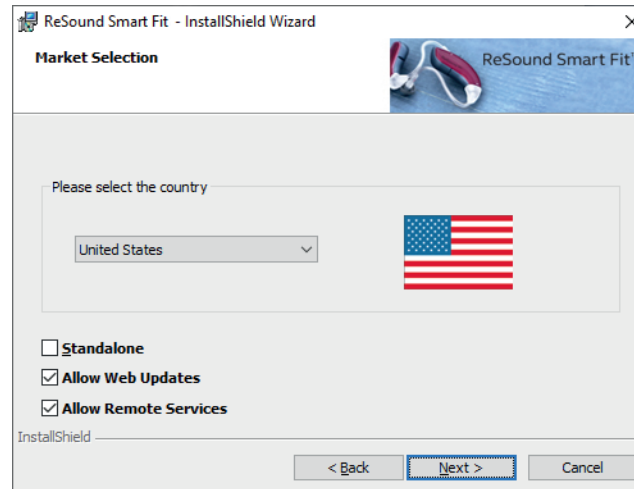 ReSound Smart Fit - InstallShield Wizard
Market Selection
ReSound Smart Fit
Please select the country
United States
Standalone
Allow Web Updates
Allow Remote Services
InstallShield
< Back
Next >
Cancel